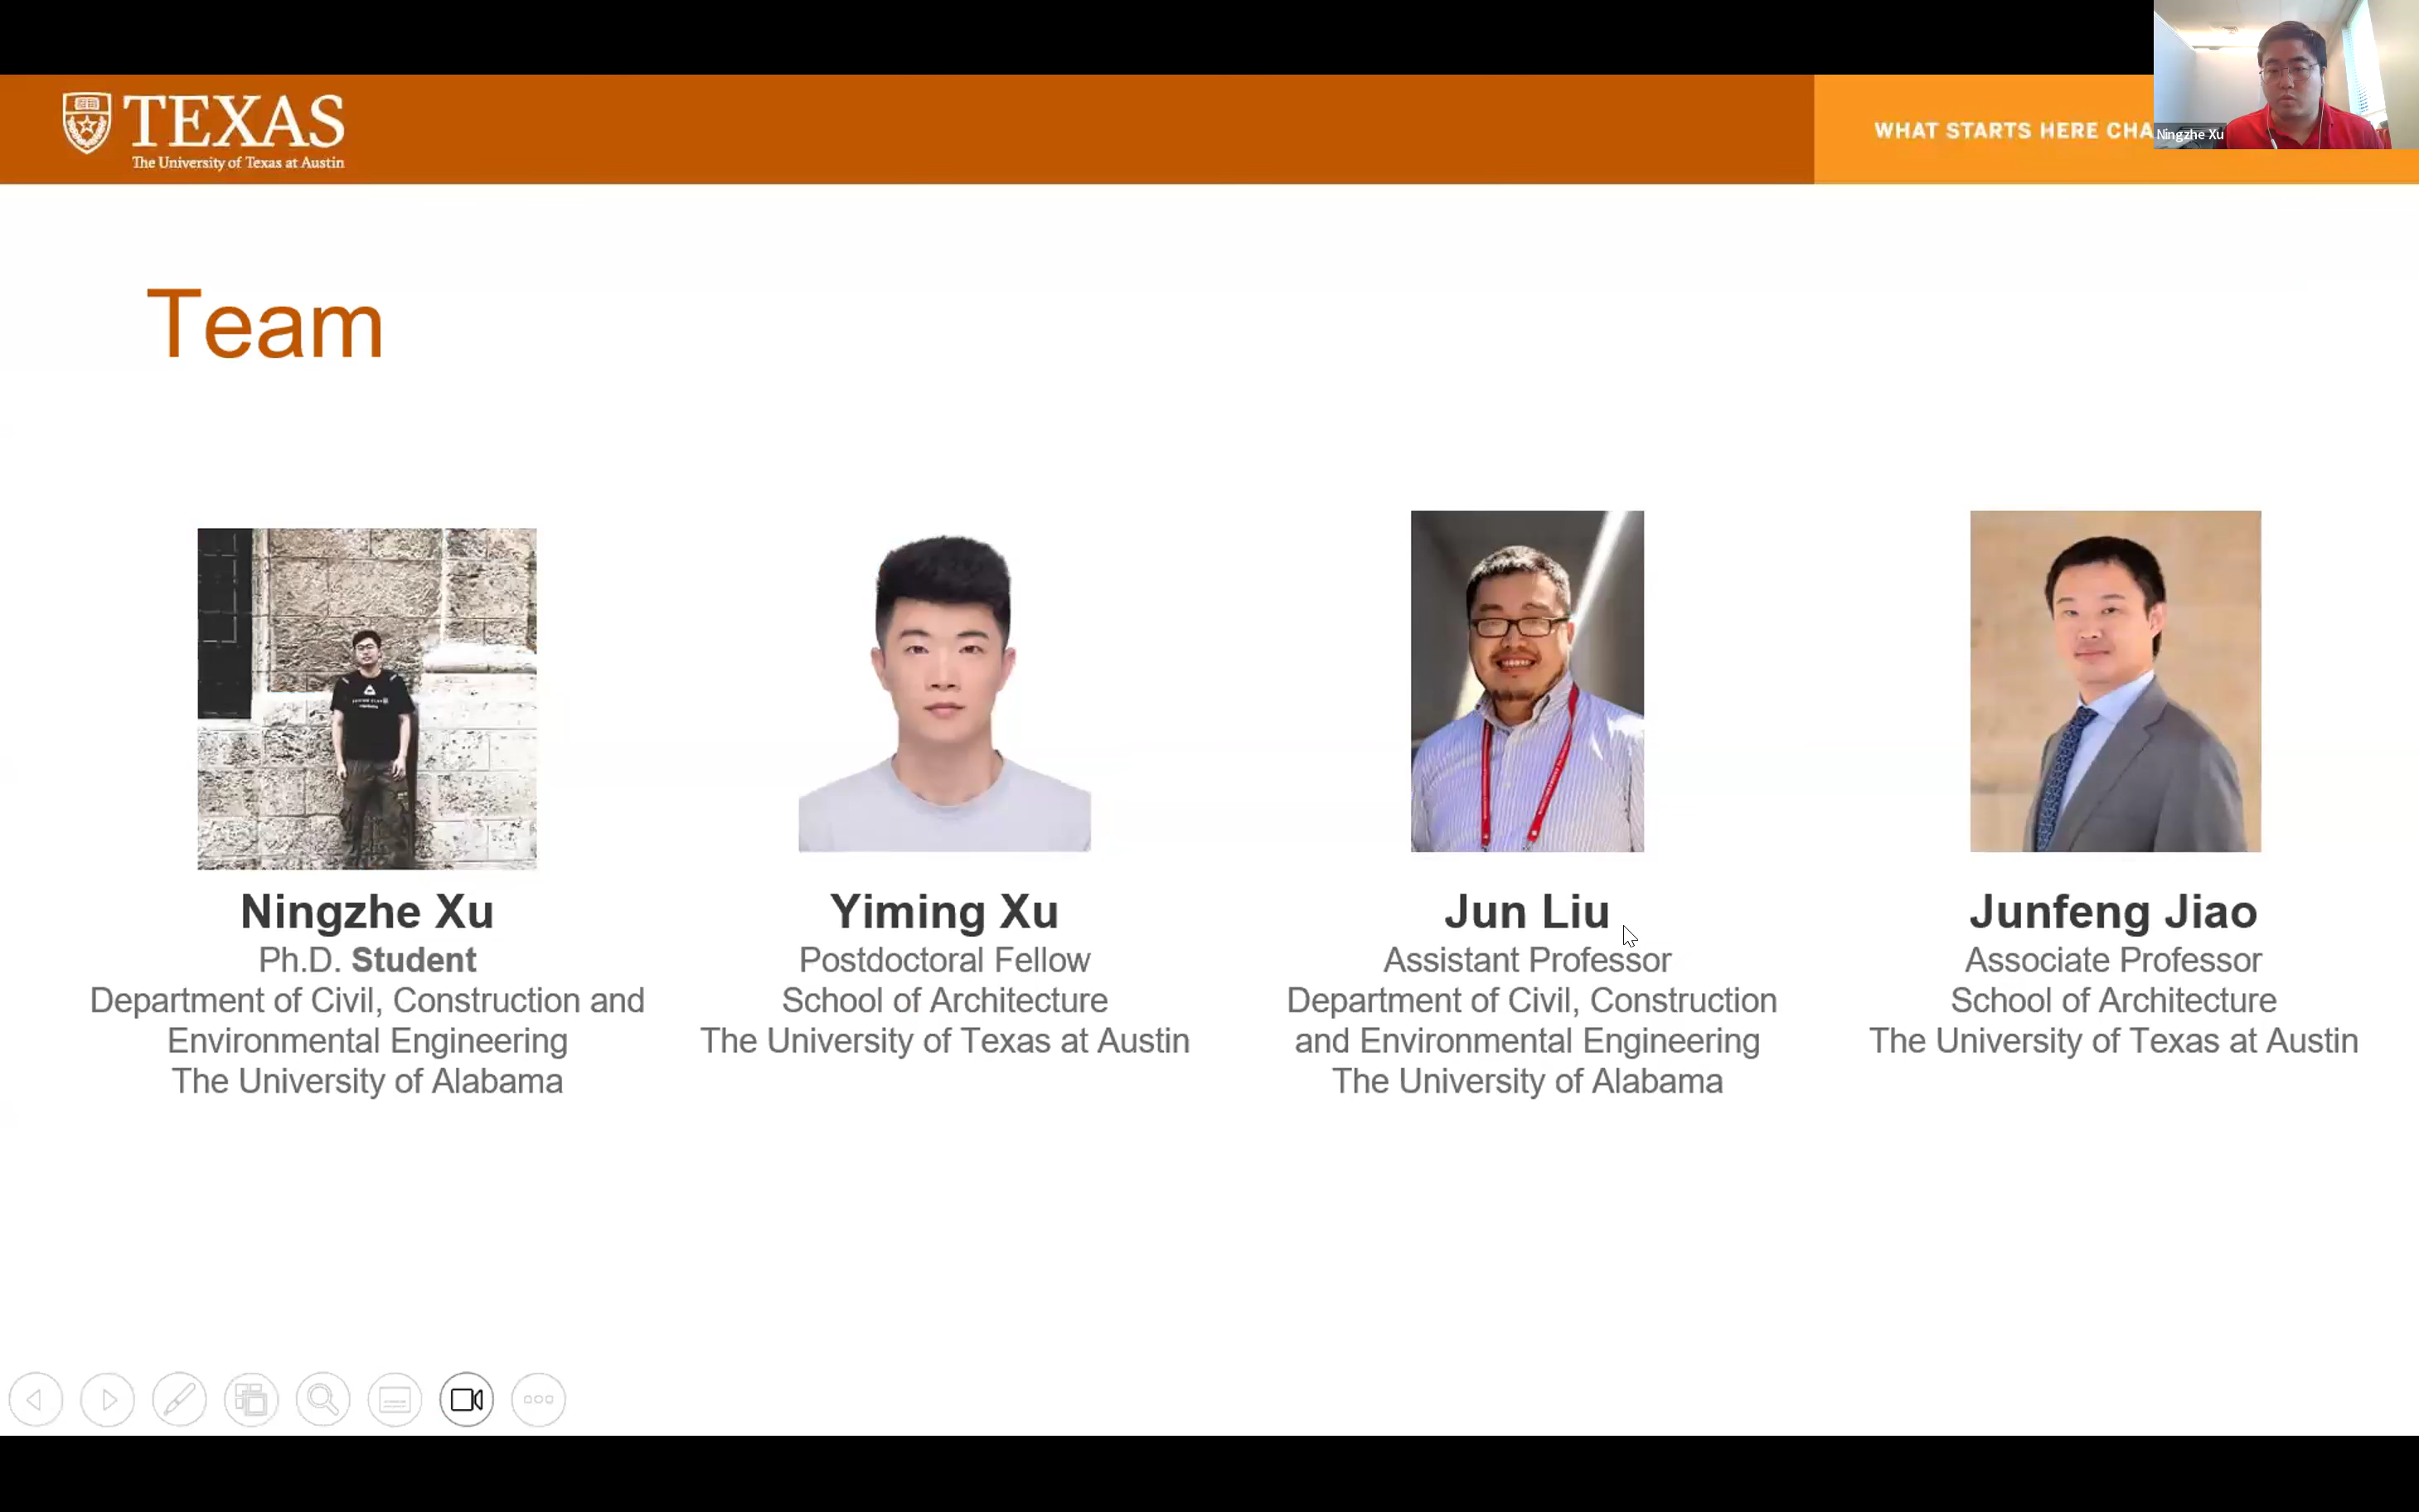 TEXAS
The University of Texas at Austin
WHAT STARTS HERE CHA
Ningzhe Xu
Team
Ningzhe Xu
Ph.D. Student
Department of Civil, Construction and
Environmental Engineering
The University of Alabama
Yiming Xu
Postdoctoral Fellow
School of Architecture
The University of Texas at Austin
Jun Liu
Assistant Professor
Department of Civil, Construction
and Environmental Engineering
The University of Alabama
Junfeng Jiao
Associate Professor
School of Architecture
The University of Texas at Austin